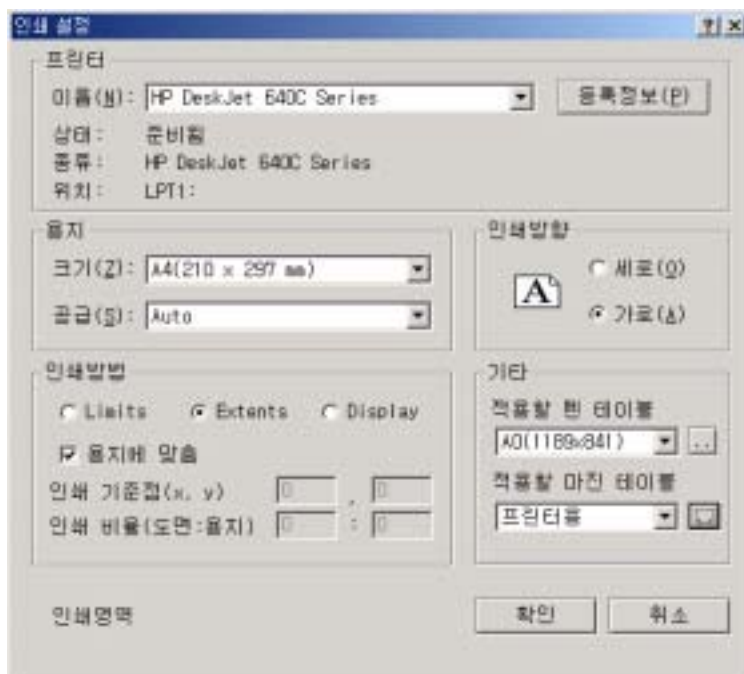 인쇄 설정
프린터
이름(N): HP DeskJet 640C Series 등록정보(P)
상태: 준비됨
종류: HP DeskJet 640C Series
위치: LPT1:
용지
크기(Z): A4(210 x 297 mm)
공급(S): Auto
인쇄방향
A
세로(O)
가로(A)
인쇄방법
Limits Extents Display
용지에 맞춤
인쇄 기준점(x, y) 0 , 0
인쇄 비율(도면:용지) 0 : 0
기타
적용할 펜 테이블
A0(1189x841) ..
적용할 마진 테이블
프린터용
인쇄영역
확인 취소